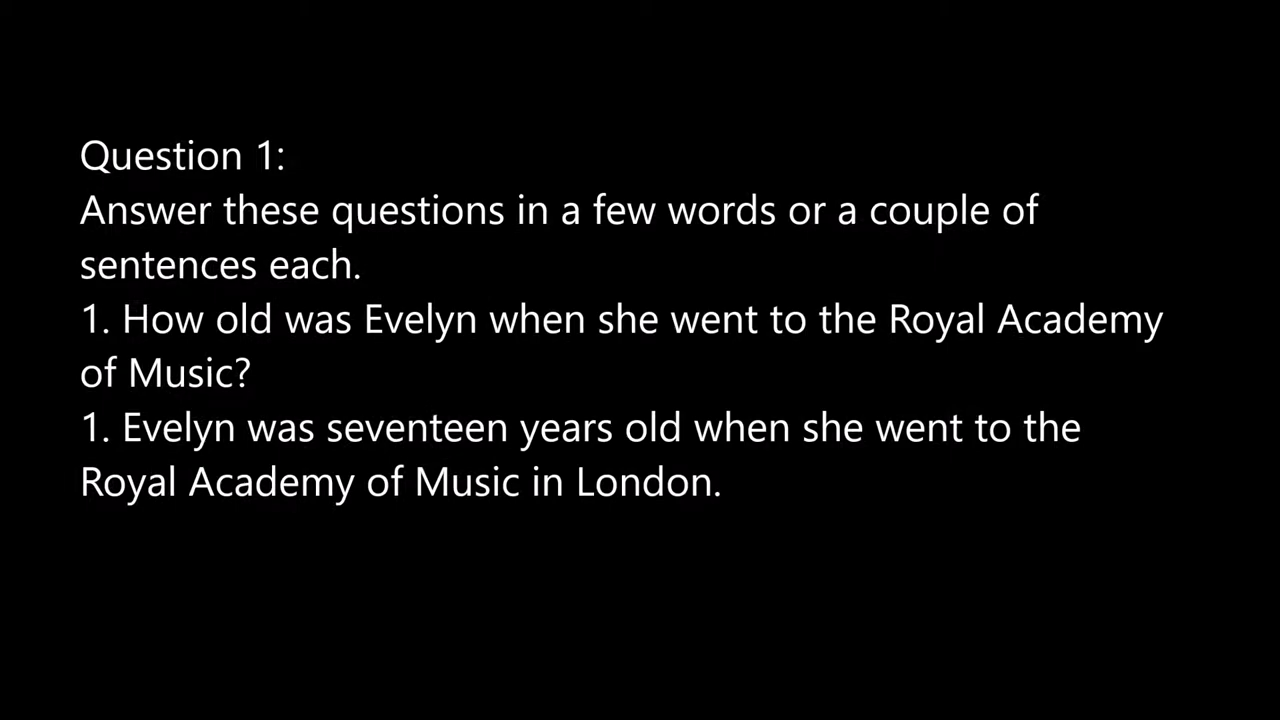 Question 1:
Answer these questions in a few words or a couple of
sentences each.
1. How old was Evelyn when she went to the Royal Academy
of Music?
1. Evelyn was seventeen years old when she went to the
Royal Academy of Music in London.